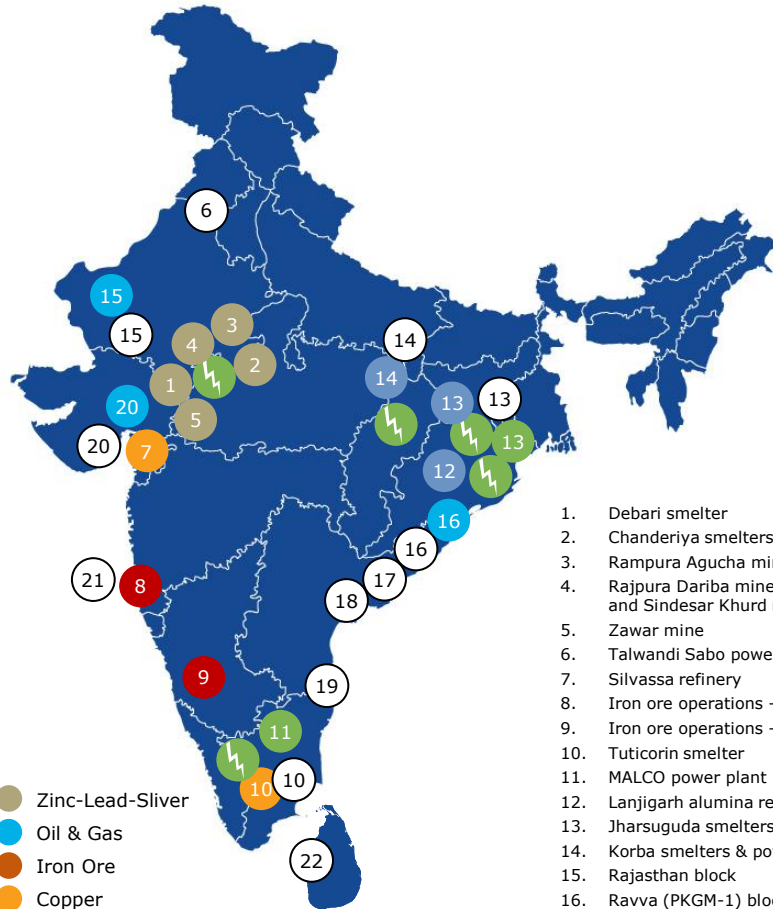 6
15
3
15
4
14
2
14
1
13
13
20
5
13
20
7
12
16
16
21
8
17
18
9
19
11
10
10
22
1. Debari smelter
2. Chanderiya smelters
3. Rampura Agucha min
4. Rajpura Dariba mine
and Sindesar Khurd
5. Zawar mine
6. Talwandi Sabo powe
7. Silvassa refinery
8. Iron ore operations -
9. Iron ore operations -
10. Tuticorin smelter
11. MALCO power plant
12. Lanjigarh alumina re
13. Jharsuguda smelters
14. Korba smelters & po
15. Rajasthan block
16. Ravva (PKGM-1) bloc
Zinc-Lead-Sliver
Oil & Gas
Iron Ore
Copper